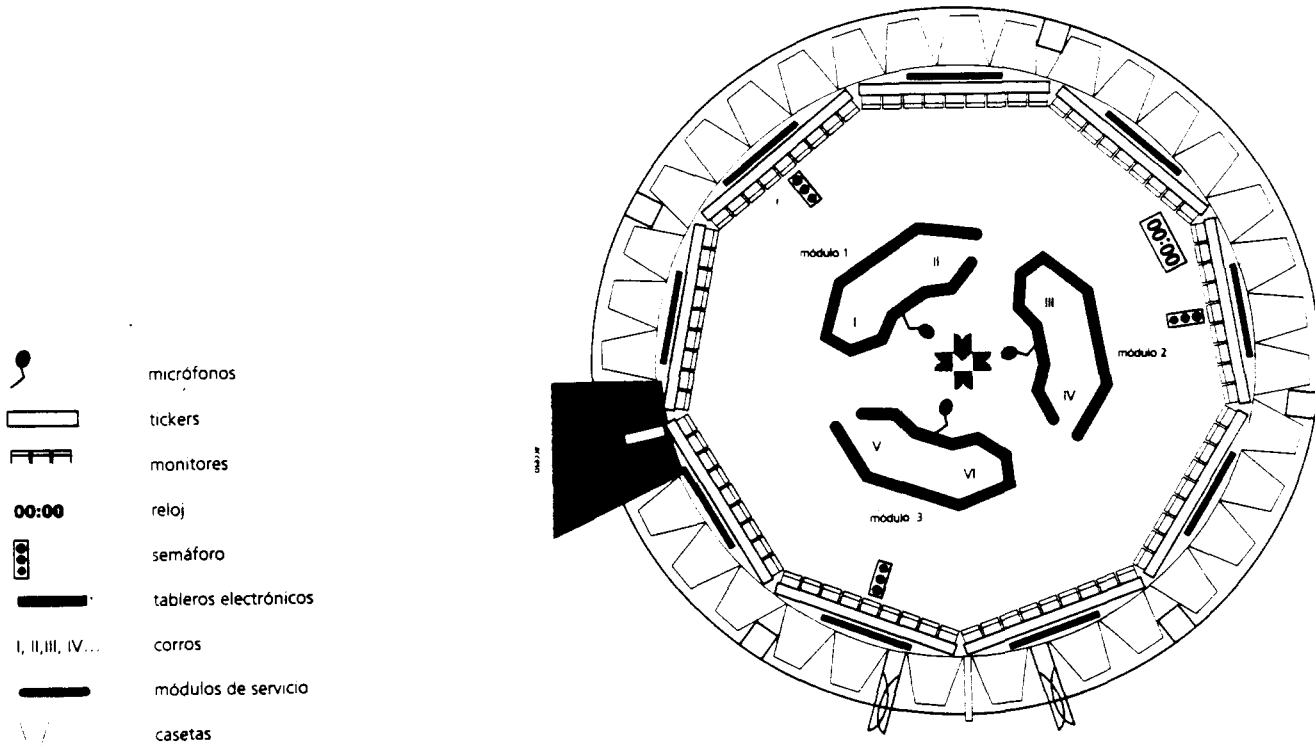 micrófonos
tickers
monitores
00:00 reloj
semáforo
tableros electrónicos
I, II,III, IV... corros
módulos de servicio
casetas
acceso
módulo 1
II
I
00:00
III
módulo 2
IV
V
VI
módulo 3